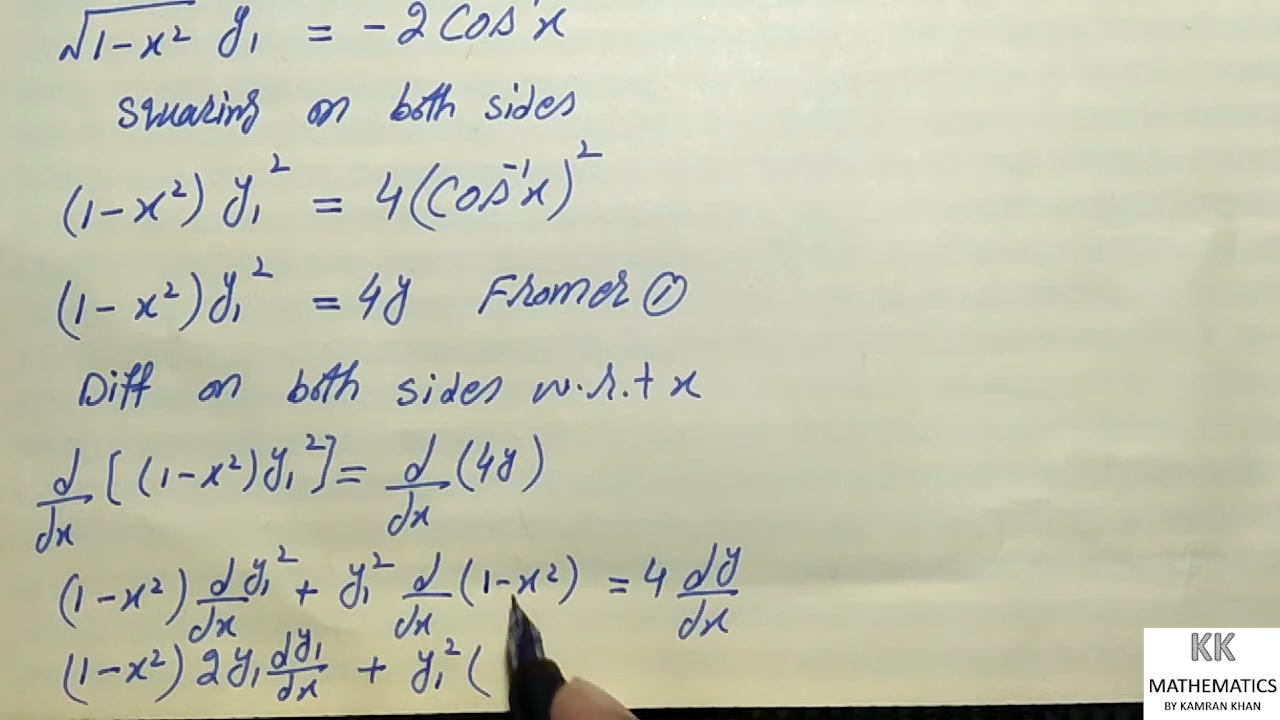 √1-x² y₁ = -2 Cos⁻¹x
Squaring on both sides
(1-x²) y₁² = 4(Cos⁻¹x)²
(1-x²)y₁² = 4y From er ①
Diff on both sides w.r.t x
d/dx [(1-x²)y₁²] = d/dx (4y)
(1-x²) d/dx y₁² + y₁² d/dx (1-x²) = 4 dy/dx
(1-x²) 2y₁ dy₁/dx + y₁² (
KK
MATHEMATICS
BY KAMRAN KHAN